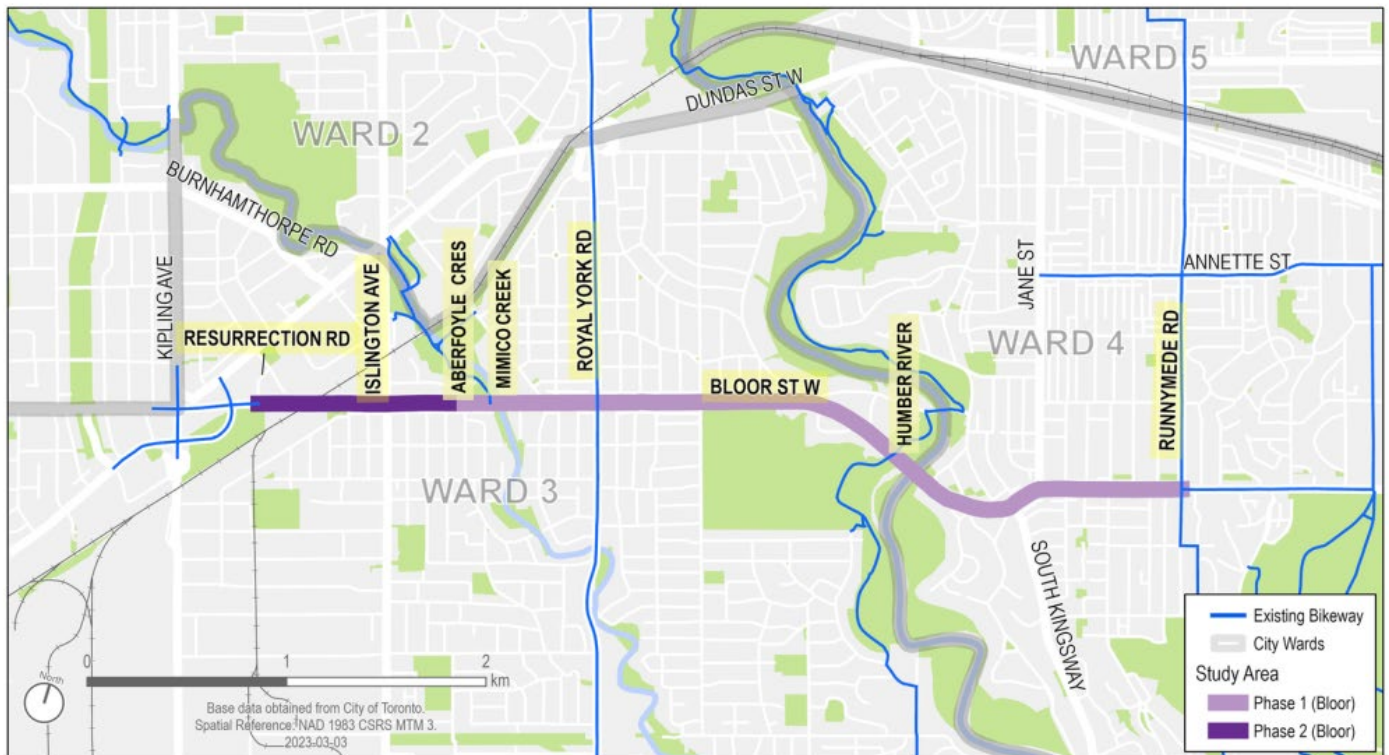 WARD 5
DUNDAS ST W
WARD 2
BURNHAMTHORPE RD
KIPLING AVE
RESURRECTION RD
ISLINGTON AVE
ABERFOYLE CRES
MIMICO CREEK
ROYAL YORK RD
BLOOR ST W
HUMBER RIVER
JANE ST
ANNETTE ST
WARD 4
RUNNYMEDE RD
WARD 3
SOUTH KINGSWAY
0 1 2
km
North
Base data obtained from City of Toronto.
Spatial Reference: NAD 1983 CSRS MTM 3.
2023-03-03
Existing Bikeway
City Wards
Study Area
Phase 1 (Bloor)
Phase 2 (Bloor)